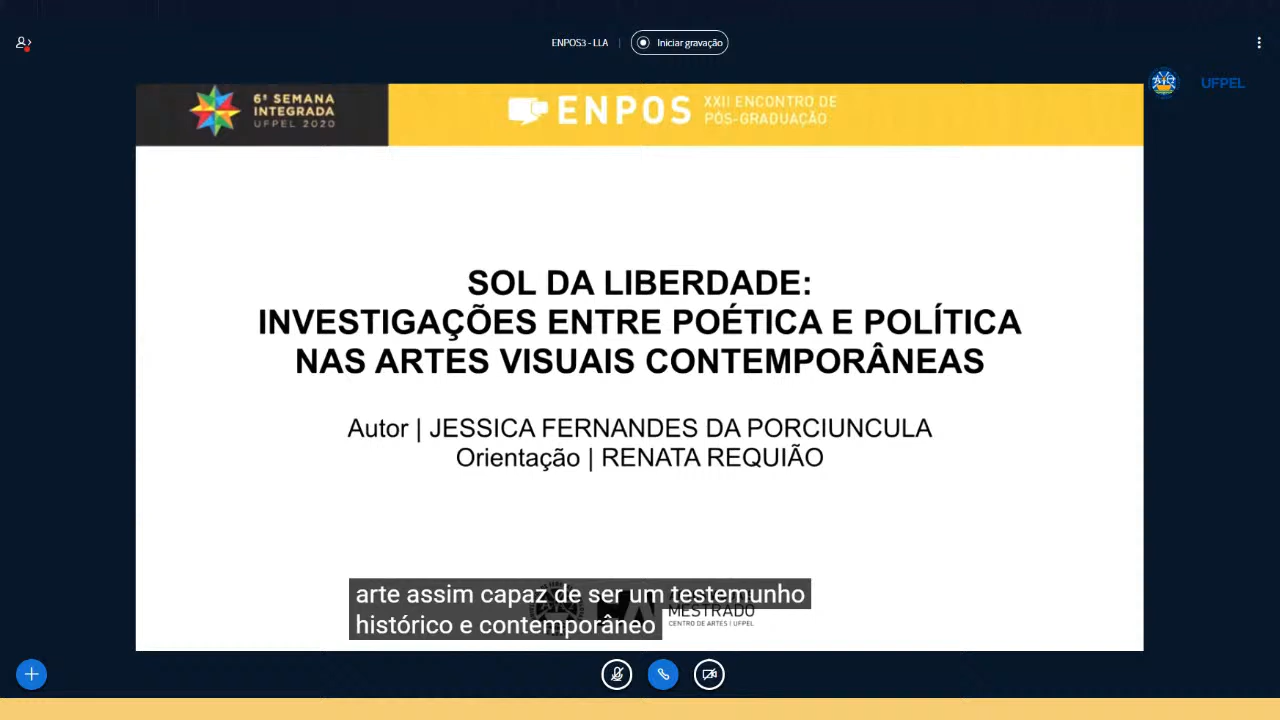 ENPOS3 - LLA
Iniciar gravação
UFPEL
6ª SEMANA
INTEGRADA
UFPEL 2020
ENPOS
XXII ENCONTRO DE
PÓS-GRADUAÇÃO
SOL DA LIBERDADE:
INVESTIGAÇÕES ENTRE POÉTICA E POLÍTICA
NAS ARTES VISUAIS CONTEMPORÂNEAS
Autor | JESSICA FERNANDES DA PORCIUNCULA
Orientação | RENATA REQUIÃO
arte assim capaz de ser um testemunho
histórico e contemporâneo
MESTRADO
CENTRO DE ARTES | UFPEL